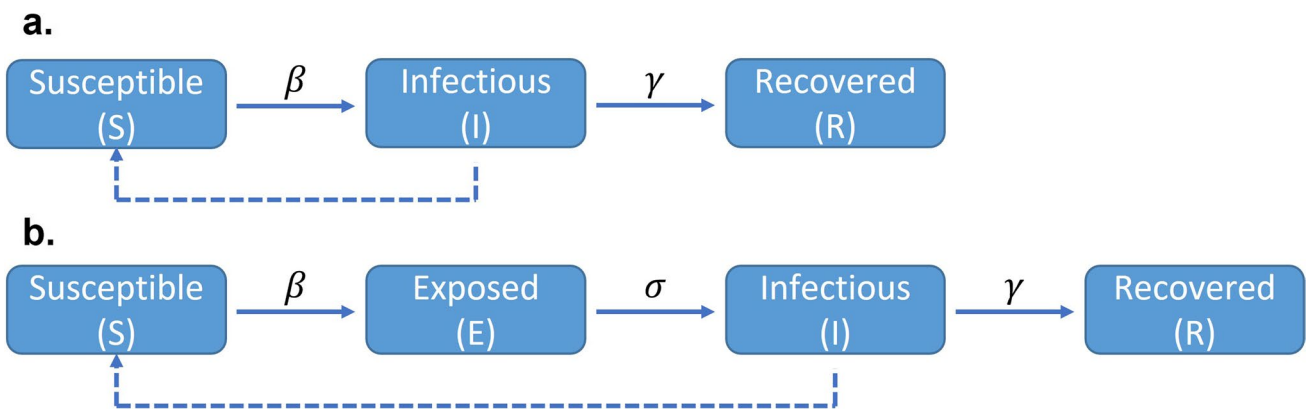 a.
Susceptible
(S)
β
Infectious
(I)
γ
Recovered
(R)
b.
Susceptible
(S)
β
Exposed
(E)
σ
Infectious
(I)
γ
Recovered
(R)